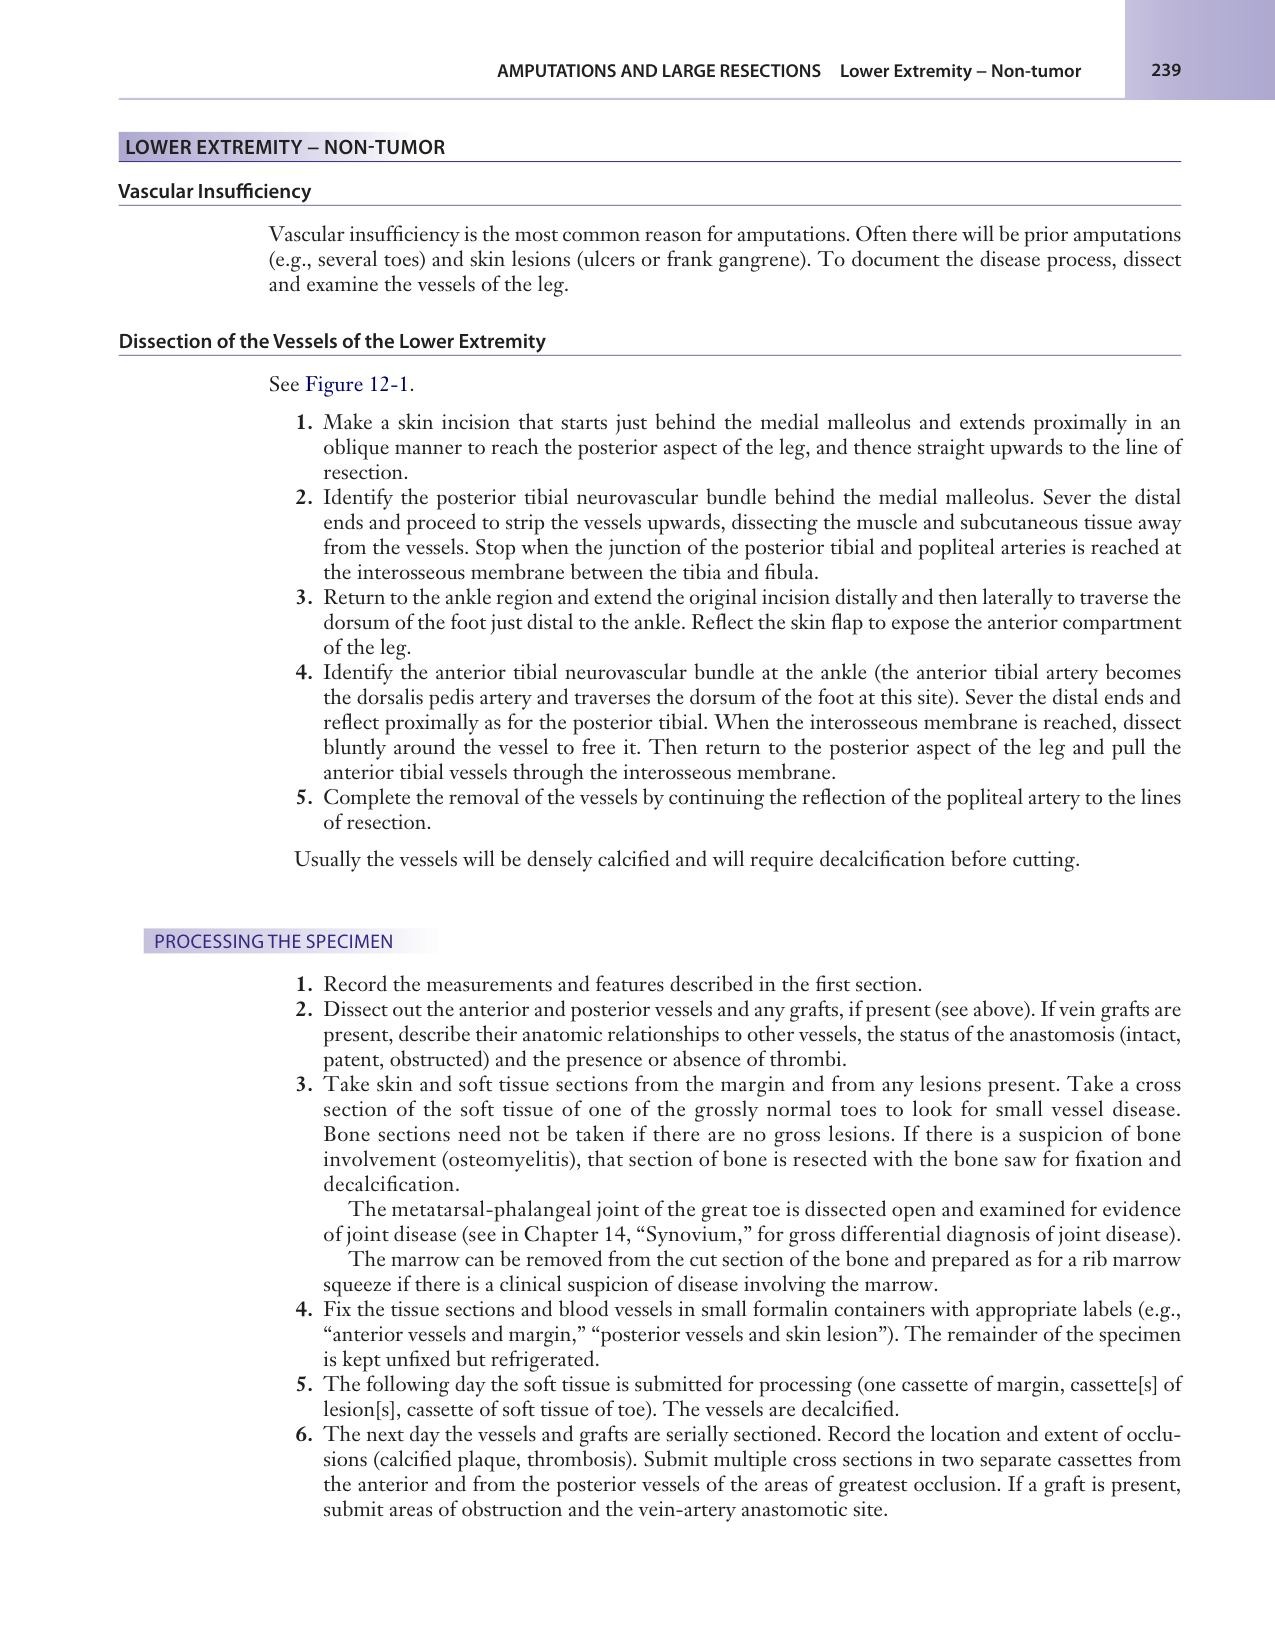 AMPUTATIONS AND LARGE RESECTIONS Lower Extremity – Non-tumor 239
LOWER EXTREMITY – NON-TUMOR
Vascular Insufficiency
Vascular insufficiency is the most common reason for amputations. Often there will be prior amputations
(e.g., several toes) and skin lesions (ulcers or frank gangrene). To document the disease process, dissect
and examine the vessels of the leg.
Dissection of the Vessels of the Lower Extremity
See Figure 12-1.
1. Make a skin incision that starts just behind the medial malleolus and extends proximally in an
oblique manner to reach the posterior aspect of the leg, and thence straight upwards to the line of
resection.
2. Identify the posterior tibial neurovascular bundle behind the medial malleolus. Sever the distal
ends and proceed to strip the vessels upwards, dissecting the muscle and subcutaneous tissue away
from the vessels. Stop when the junction of the posterior tibial and popliteal arteries is reached at
the interosseous membrane between the tibia and fibula.
3. Return to the ankle region and extend the original incision distally and then laterally to traverse the
dorsum of the foot just distal to the ankle. Reflect the skin flap to expose the anterior compartment
of the leg.
4. Identify the anterior tibial neurovascular bundle at the ankle (the anterior tibial artery becomes
the dorsalis pedis artery and traverses the dorsum of the foot at this site). Sever the distal ends and
reflect proximally as for the posterior tibial. When the interosseous membrane is reached, dissect
bluntly around the vessel to free it. Then return to the posterior aspect of the leg and pull the
anterior tibial vessels through the interosseous membrane.
5. Complete the removal of the vessels by continuing the reflection of the popliteal artery to the lines
of resection.
Usually the vessels will be densely calcified and will require decalcification before cutting.
PROCESSING THE SPECIMEN
1. Record the measurements and features described in the first section.
2. Dissect out the anterior and posterior vessels and any grafts, if present (see above). If vein grafts are
present, describe their anatomic relationships to other vessels, the status of the anastomosis (intact,
patent, obstructed) and the presence or absence of thrombi.
3. Take skin and soft tissue sections from the margin and from any lesions present. Take a cross
section of the soft tissue of one of the grossly normal toes to look for small vessel disease.
Bone sections need not be taken if there are no gross lesions. If there is a suspicion of bone
involvement (osteomyelitis), that section of bone is resected with the bone saw for fixation and
decalcification.
The metatarsal-phalangeal joint of the great toe is dissected open and examined for evidence
of joint disease (see in Chapter 14, “Synovium,” for gross differential diagnosis of joint disease).
The marrow can be removed from the cut section of the bone and prepared as for a rib marrow
squeeze if there is a clinical suspicion of disease involving the marrow.
4. Fix the tissue sections and blood vessels in small formalin containers with appropriate labels (e.g.,
“anterior vessels and margin,” “posterior vessels and skin lesion”). The remainder of the specimen
is kept unfixed but refrigerated.
5. The following day the soft tissue is submitted for processing (one cassette of margin, cassette[s] of
lesion[s], cassette of soft tissue of toe). The vessels are decalcified.
6. The next day the vessels and grafts are serially sectioned. Record the location and extent of occlu-
sions (calcified plaque, thrombosis). Submit multiple cross sections in two separate cassettes from
the anterior and from the posterior vessels of the areas of greatest occlusion. If a graft is present,
submit areas of obstruction and the vein-artery anastomotic site.